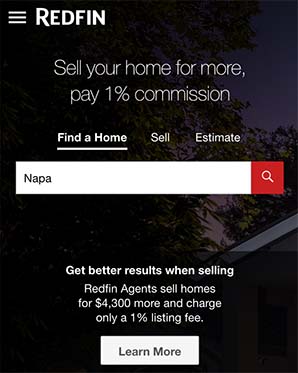 REDFIN
Sell your home for more,
pay 1% commission
Find a Home Sell Estimate
Napa
Get better results when selling
Redfin Agents sell homes
for $4,300 more and charge
only a 1% listing fee.
Learn More